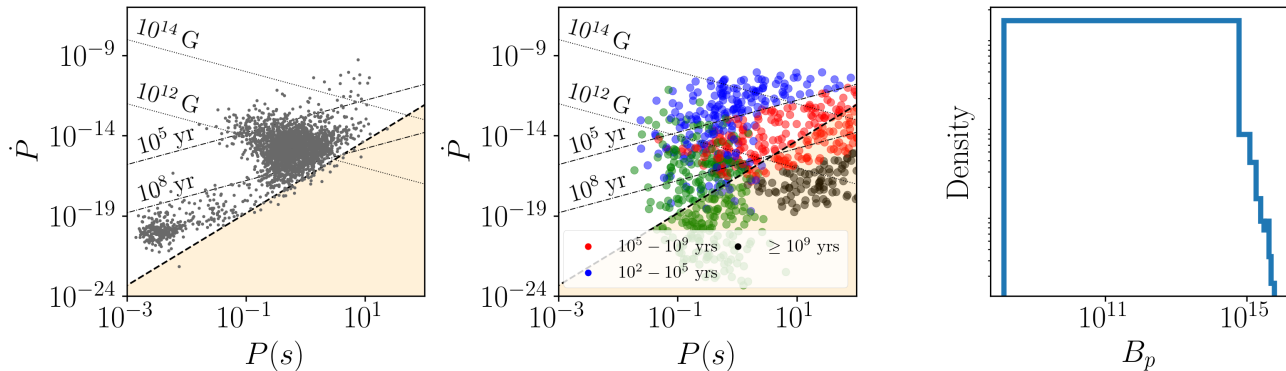 10^14 G
10^12 G
10^5 yr
10^8 yr
10^−9
10^−14
10^−19
10^−24
Ṗ
10^−3
10^−1
10^1
P(s)
10^14 G
10^12 G
10^5 yr
10^8 yr
10^−9
10^−14
10^−19
10^−24
Ṗ
10^5 − 10^9 yrs
10^2 − 10^5 yrs
≥ 10^9 yrs
10^−3
10^−1
10^1
P(s)
Density
10^11
10^15
B_p